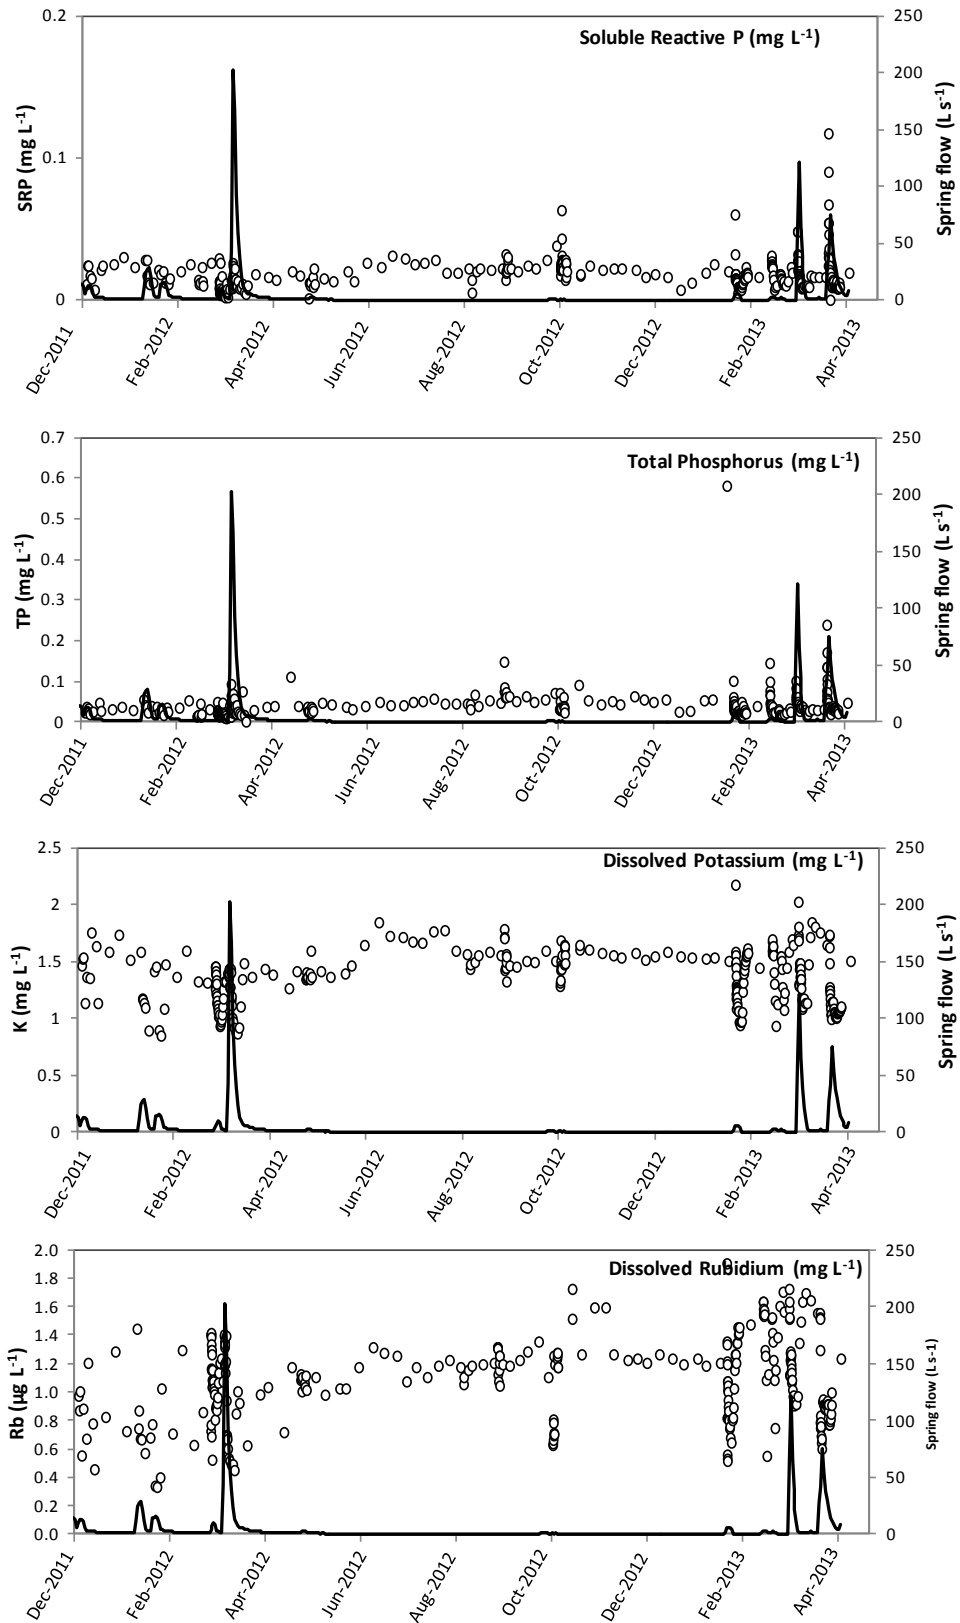 Soluble Reactive P (mg L-1)
SRP (mg L-1)
0.2
0.1
0
Spring flow (L s-1)
250
200
150
100
50
0
Dec-2011
Feb-2012
Apr-2012
Jun-2012
Aug-2012
Oct-2012
Dec-2012
Feb-2013
Apr-2013
Total Phosphorus (mg L-1)
TP (mg L-1)
0.7
0.6
0.5
0.4
0.3
0.2
0.1
0
Spring flow (L s-1)
250
200
150
100
50
0
Dec-2011
Feb-2012
Apr-2012
Jun-2012
Aug-2012
Oct-2012
Dec-2012
Feb-2013
Apr-2013
Dissolved Potassium (mg L-1)
K (mg L-1)
2.5
2
1.5
1
0.5
0
Spring flow (L s-1)
250
200
150
100
50
0
Dec-2011
Feb-2012
Apr-2012
Jun-2012
Aug-2012
Oct-2012
Dec-2012
Feb-2013
Apr-2013
Dissolved Rubidium (mg L-1)
Rb (µg L-1)
2.0
1.8
1.6
1.4
1.2
1.0
0.8
0.6
0.4
0.2
0.0
Spring flow (L s-1)
250
200
150
100
50
0
Dec-2011
Feb-2012
Apr-2012
Jun-2012
Aug-2012
Oct-2012
Dec-2012
Feb-2013
Apr-2013